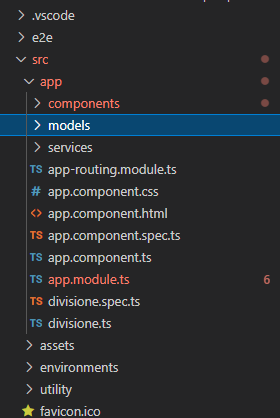 .vscode
e2e
src
app
components
models
services
TS app-routing.module.ts
# app.component.css
<> app.component.html
TS app.component.spec.ts
TS app.component.ts
TS app.module.ts 6
TS divisione.spec.ts
TS divisione.ts
assets
environments
utility
favicon.ico